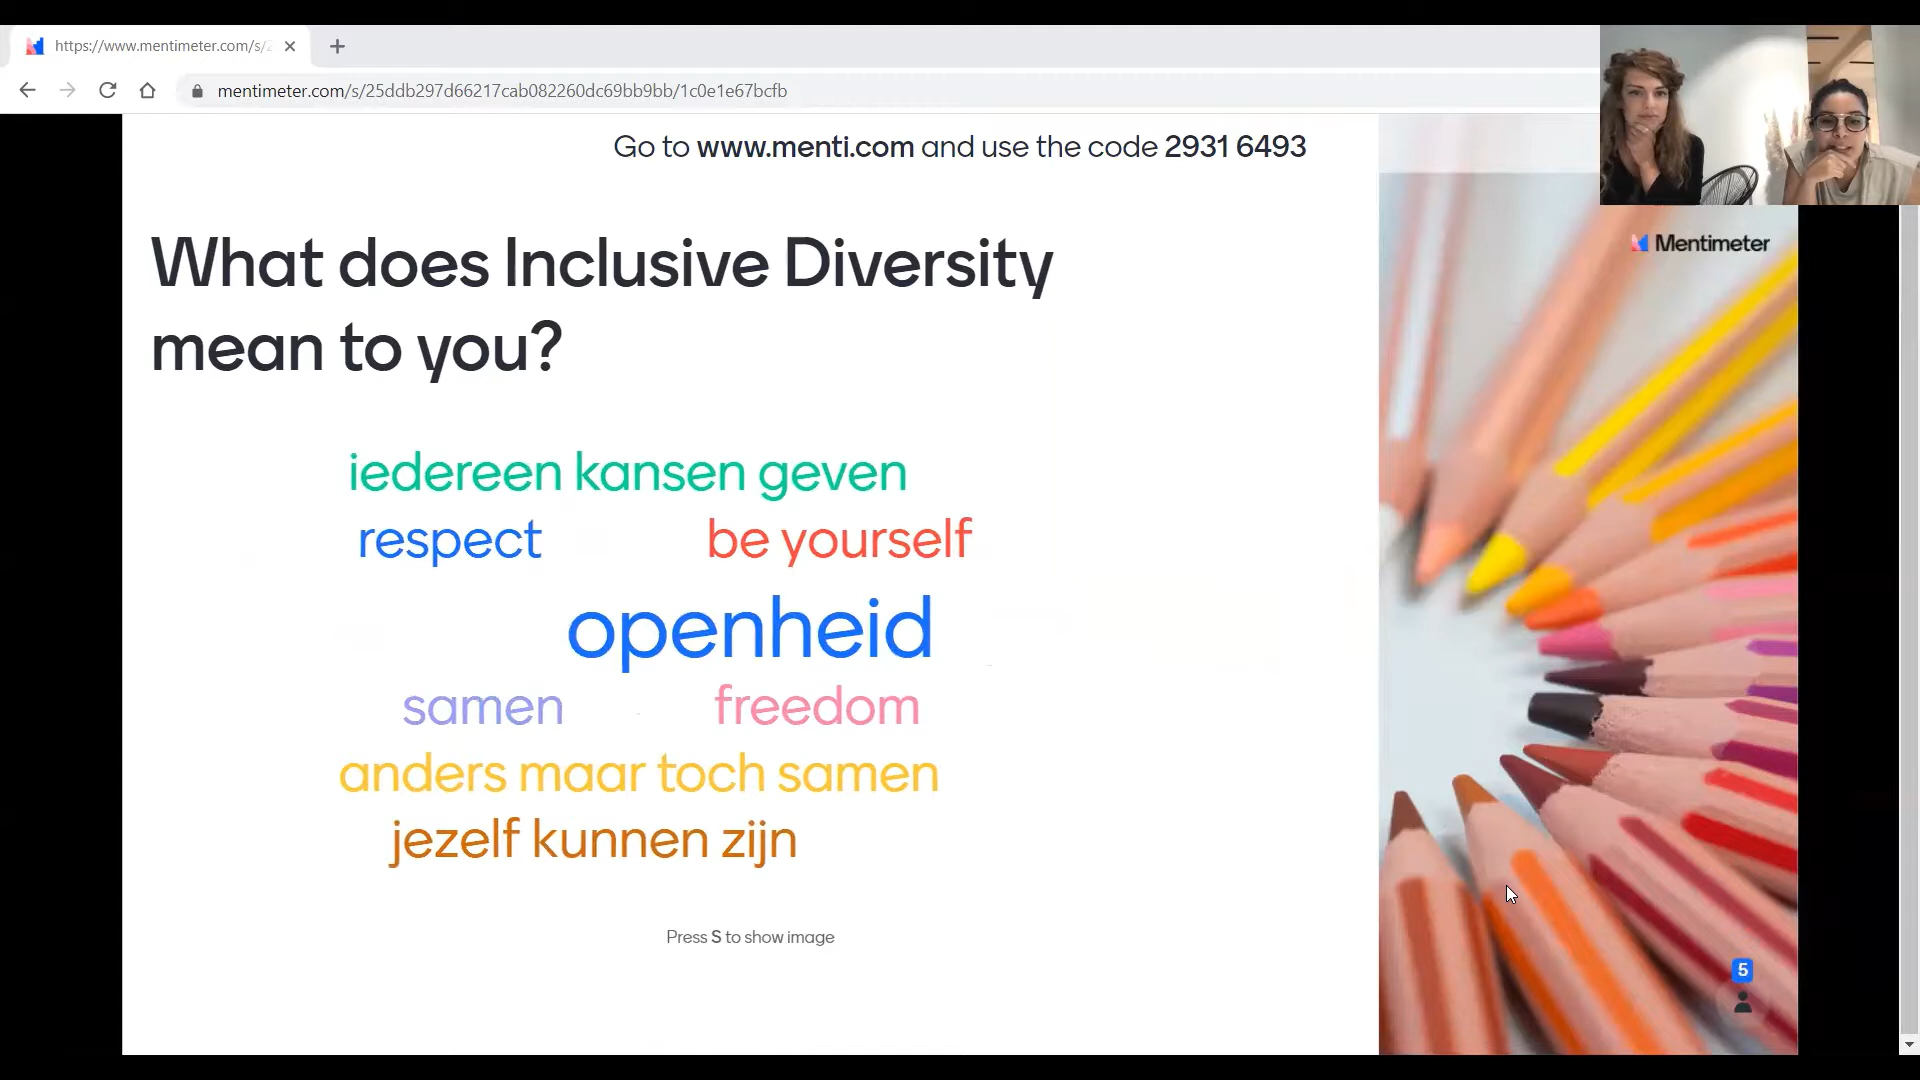 https://www.mentimeter.com/s/2
mentimeter.com/s/25ddb297d66217cab082260dc69bb9bb/1c0e1e67bcfb
Go to www.menti.com and use the code 2931 6493
Mentimeter
What does Inclusive Diversity
mean to you?
iedereen kansen geven
respect
be yourself
openheid
samen
freedom
anders maar toch samen
jezelf kunnen zijn
Press S to show image
5